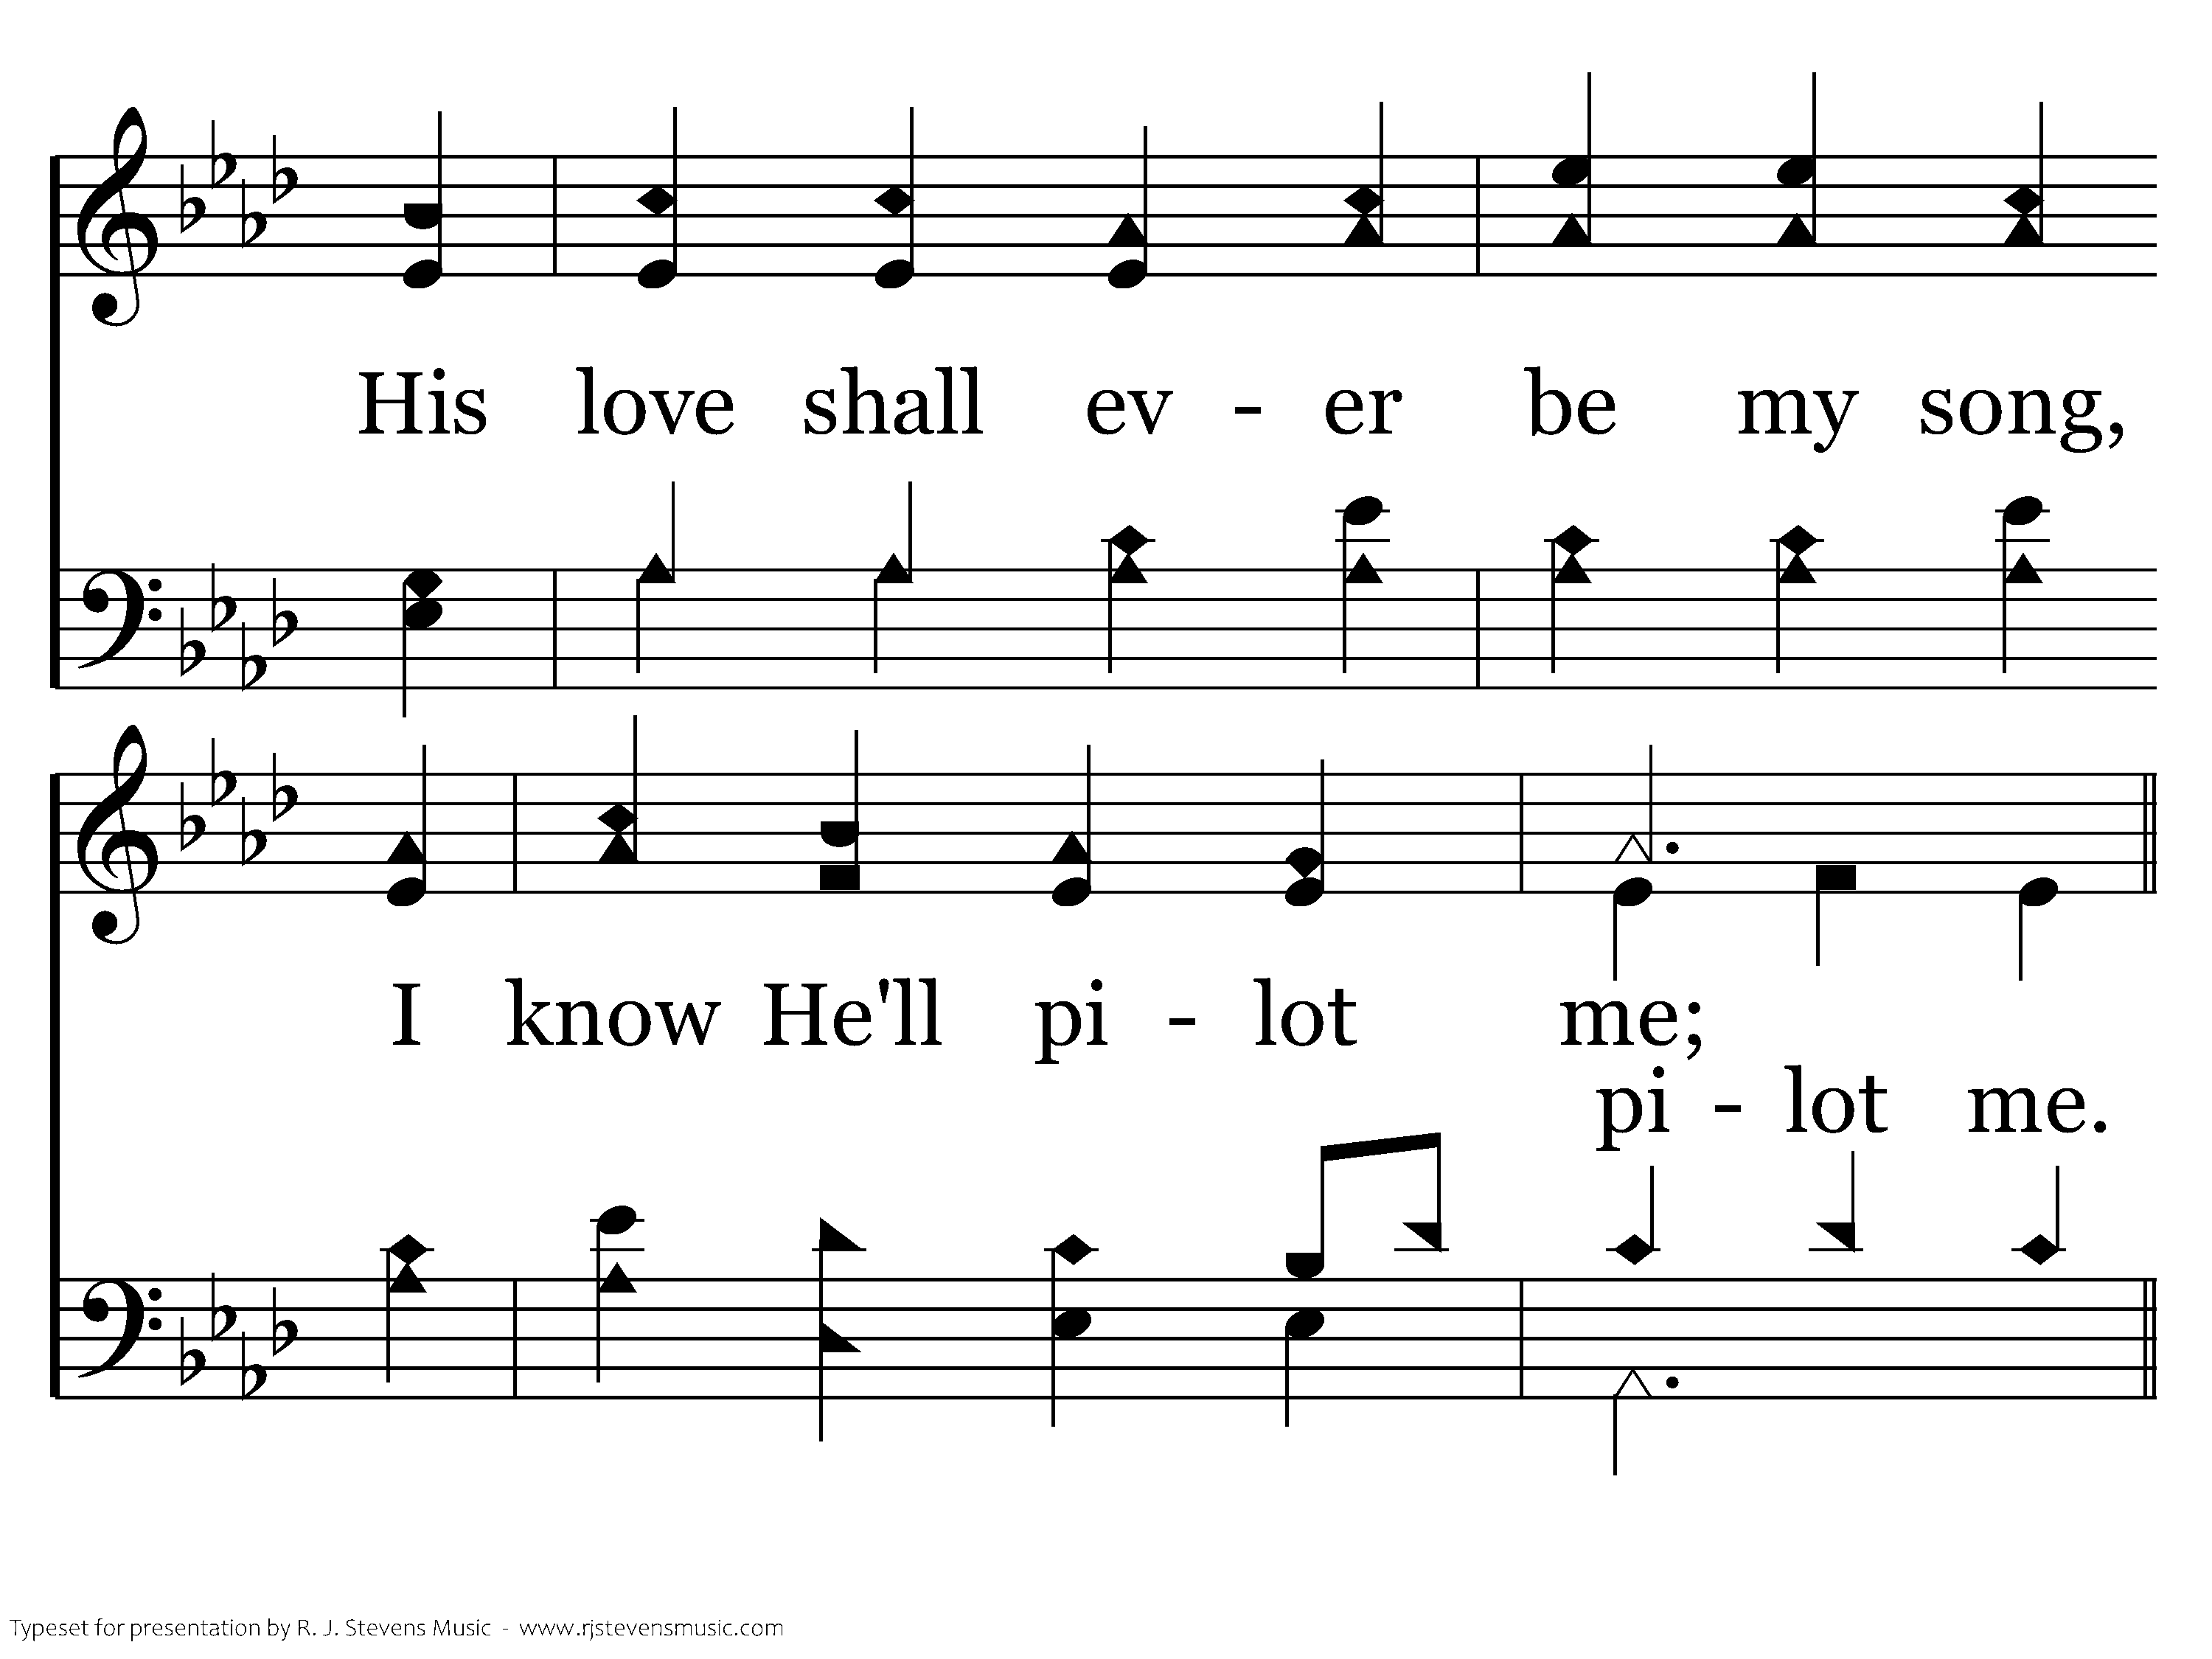 His love shall ev - er be my song,
I know He'll pi - lot me;
pi - lot me.
Typeset for presentation by R. J. Stevens Music - www.rjstevensmusic.com